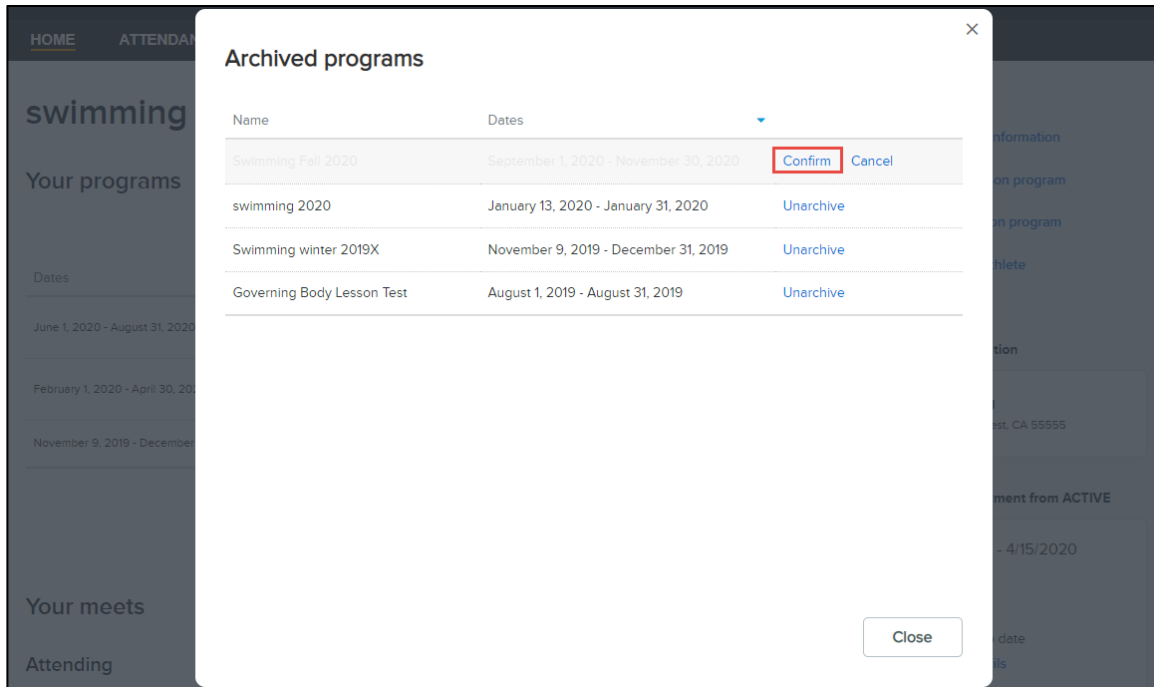 HOME ATTENDAN
Archived programs
swimming
Name Dates
nformation
Swimming Fall 2020 September 1, 2020 - November 30, 2020 Confirm Cancel
Your programs
on program
swimming 2020 January 13, 2020 - January 31, 2020 Unarchive
on program
Swimming winter 2019X November 9, 2019 - December 31, 2019 Unarchive
thlete
Dates
Governing Body Lesson Test August 1, 2019 - August 31, 2019 Unarchive
June 1, 2020 - August 31, 2020
tion
February 1, 2020 - April 30, 202
est, CA 55555
November 9, 2019 - December
ment from ACTIVE
- 4/15/2020
Your meets
Close
date
ils
Attending